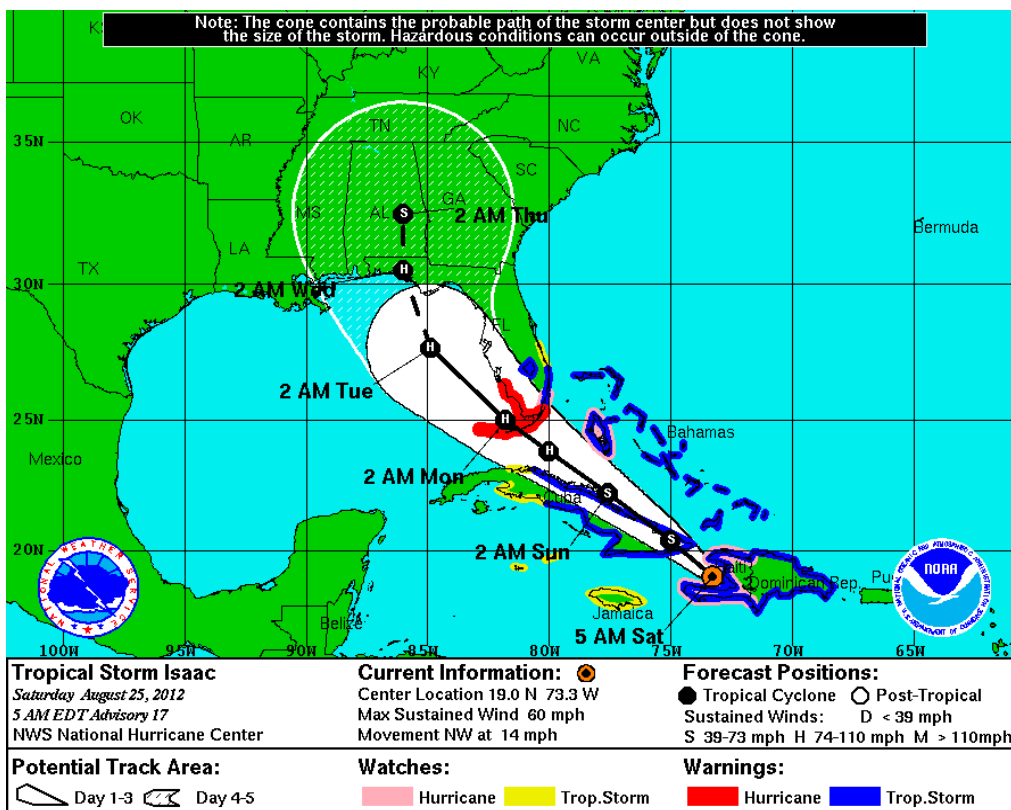 Note: The cone contains the probable path of the storm center but does not show
the size of the storm. Hazardous conditions can occur outside of the cone.
KY
VA
OK
TN
NC
35N
AR
SC
MS
AL
S
GA
2 AM Thu
Bermuda
LA
TX
H
30N
2 AM Wed
FL
H
2 AM Tue
25N
H
Bahamas
Mexico
H
2 AM Mon
S
Cuba
2 AM Sun
S
20N
Haiti
Dominican Rep.
NATIONAL WEATHER SERVICE
NOAA
Jamaica
Belize
5 AM Sat
100W
95W
90W
85W
80W
75W
70W
65W
Tropical Storm Isaac
Saturday August 25, 2012
5 AM EDT Advisory 17
NWS National Hurricane Center
Current Information:
Center Location 19.0 N 73.3 W
Max Sustained Wind 60 mph
Movement NW at 14 mph
Forecast Positions:
Tropical Cyclone Post-Tropical
Sustained Winds: D < 39 mph
S 39-73 mph H 74-110 mph M > 110mph
Potential Track Area:
Day 1-3 Day 4-5
Watches:
Hurricane Trop.Storm
Warnings:
Hurricane Trop.Storm